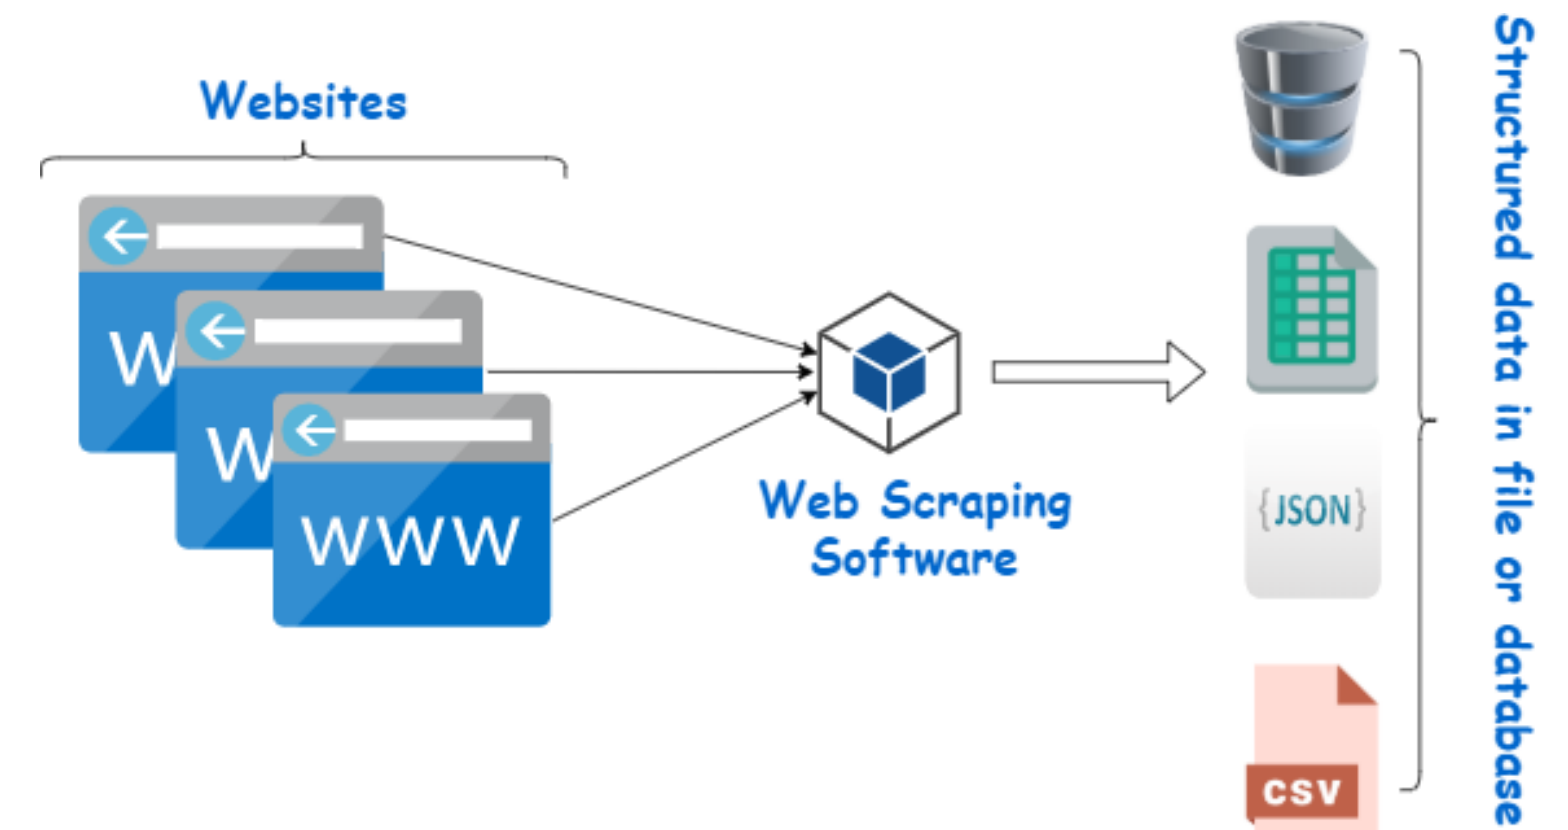 Websites
W
W
WWW
Web Scraping
Software
{JSON}
CSV
Structured data in file or database